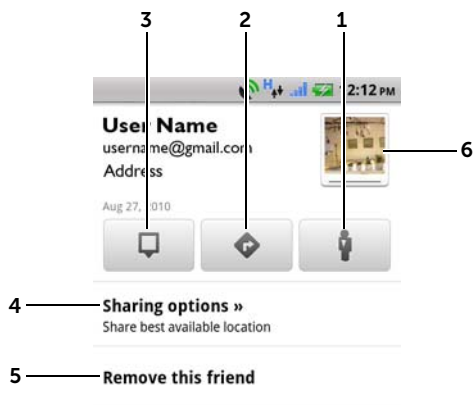 3 2 1
H 12:12 PM
User Name
username@gmail.com
6
Address
Aug 27, 2010
4 Sharing options »
Share best available location
5 Remove this friend